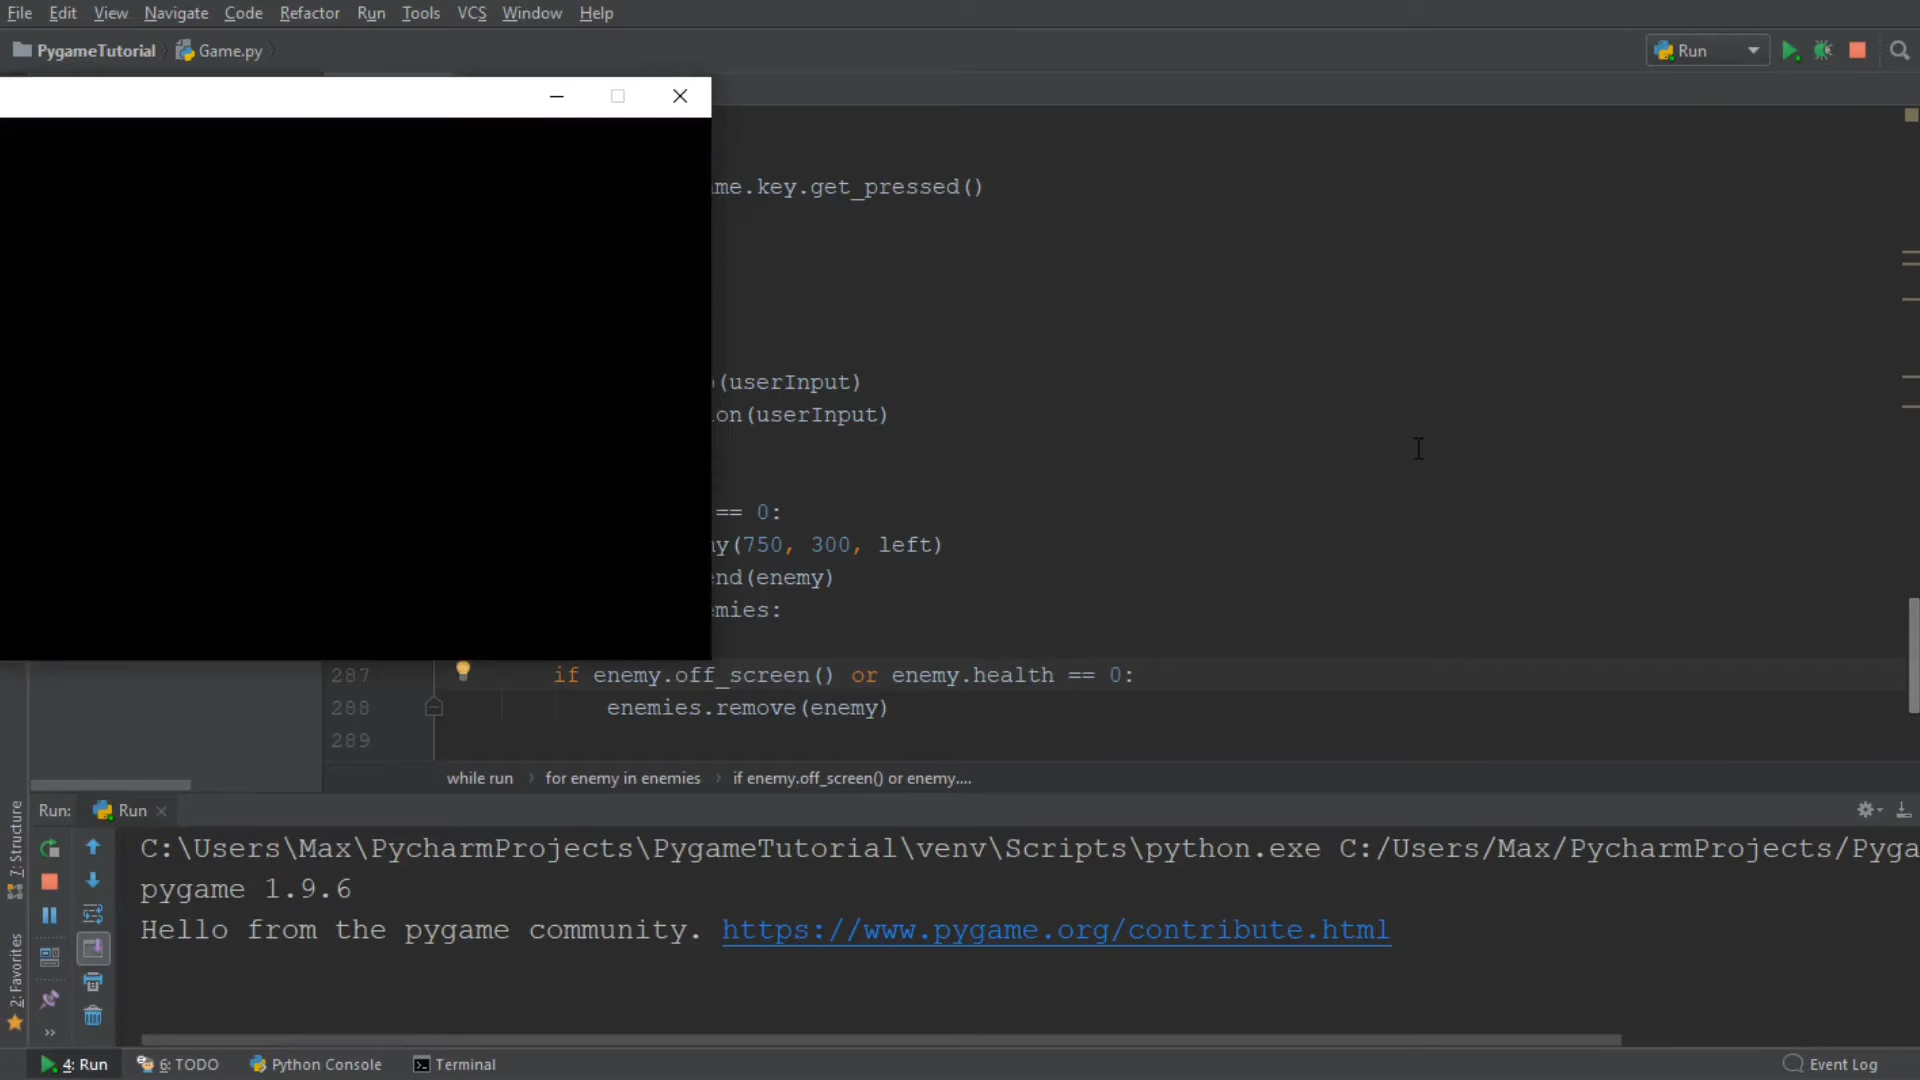 File Edit View Navigate Code Refactor Run Tools VCS Window Help
PygameTutorial Game.py Run
me.key.get_pressed()
(userInput)
ion(userInput)
== 0:
y(750, 300, left)
end(enemy)
emies:
287 if enemy.off_screen() or enemy.health == 0:
288 enemies.remove(enemy)
289
while run for enemy in enemies if enemy.off_screen() or enemy....
Run: Run
7: Structure
2: Favorites
C:\Users\Max\PycharmProjects\PygameTutorial\venv\Scripts\python.exe C:/Users/Max/PycharmProjects/Pyga
pygame 1.9.6
Hello from the pygame community. https://www.pygame.org/contribute.html
4: Run 6: TODO Python Console Terminal Event Log